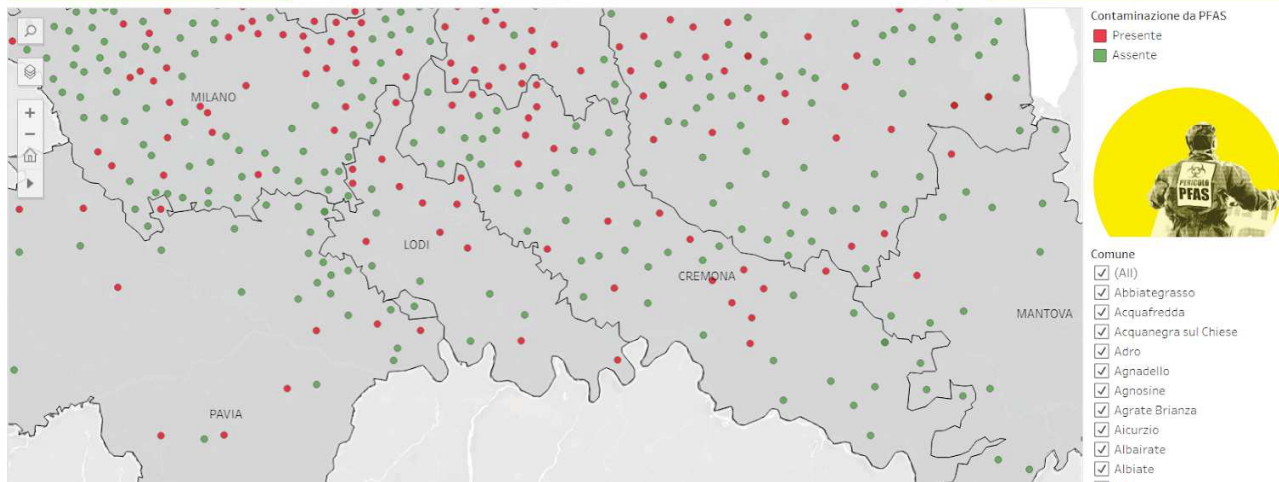 MILANO
LODI
CREMONA
MANTOVA
PAVIA
Contaminazione da PFAS
Presente
Assente
PERICOLO
PFAS
Comune
(All)
Abbiategrasso
Acquafredda
Acquanegra sul Chiese
Adro
Agnadello
Agnosine
Agrate Brianza
Aicurzio
Albairate
Albiate